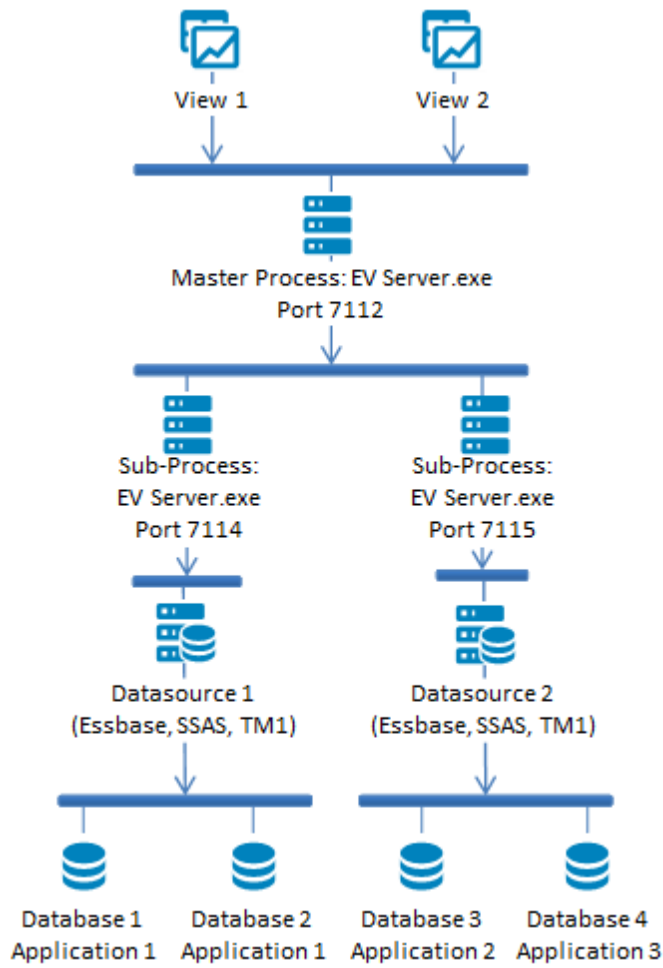 View 1
View 2
Master Process: EV Server.exe
Port 7112
Sub-Process:
EV Server.exe
Port 7114
Sub-Process:
EV Server.exe
Port 7115
Datasource 1
(Essbase, SSAS, TM1)
Datasource 2
(Essbase, SSAS, TM1)
Database 1
Application 1
Database 2
Application 1
Database 3
Application 2
Database 4
Application 3